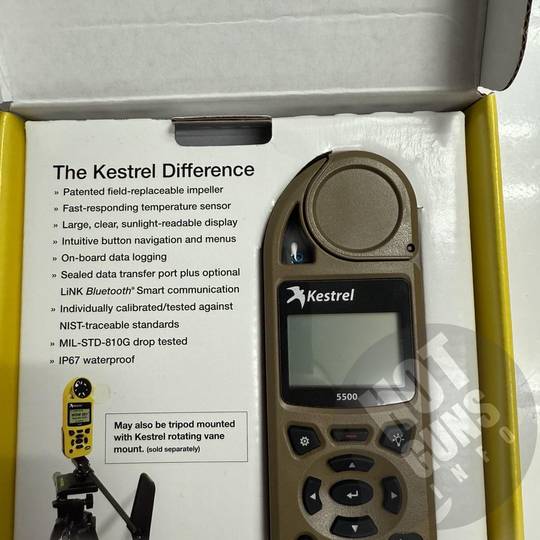 The Kestrel Difference
» Patented field-replaceable impeller
» Fast-responding temperature sensor
» Large, clear, sunlight-readable display
» Intuitive button navigation and menus
» On-board data logging
» Sealed data transfer port plus optional
LiNK Bluetooth® Smart communication
» Individually calibrated/tested against
NIST-traceable standards
» MIL-STD-810G drop tested
» IP67 waterproof
May also be tripod mounted
with Kestrel rotating vane
mount. (sold separately)
Kestrel
5500
HOT
GUNS
INFO